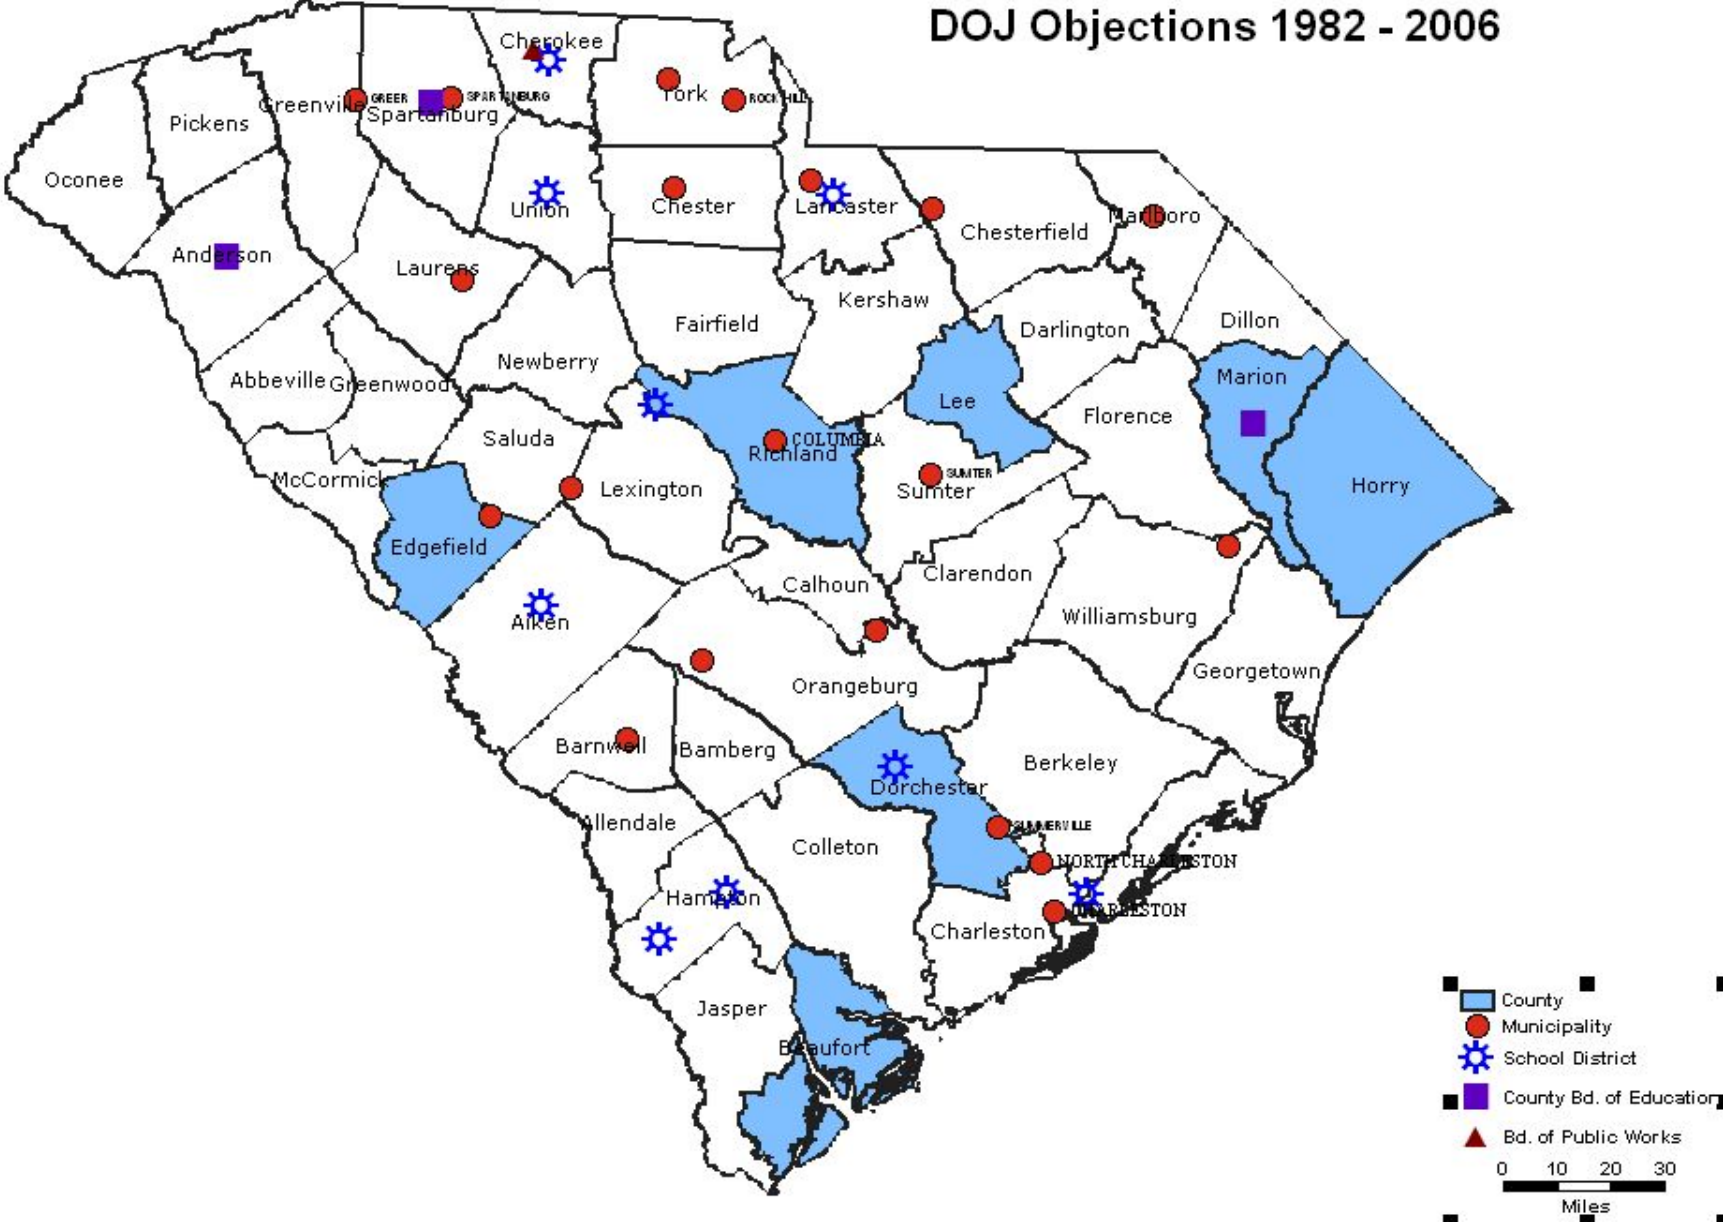 DOJ Objections 1982 - 2006
Cherokee
York
ROCK HILL
Greenville
GREER
SPARTANBURG
Spartanburg
Pickens
Oconee
Union
Chester
Lancaster
Chesterfield
Marlboro
Anderson
Laurens
Kershaw
Fairfield
Darlington
Dillon
Newberry
Abbeville
Greenwood
Marion
Lee
Florence
Saluda
COLUMBIA
Richland
McCormick
Lexington
SUMTER
Sumter
Horry
Edgefield
Calhoun
Clarendon
Williamsburg
Aiken
Georgetown
Orangeburg
Barnwell
Bamberg
Berkeley
Dorchester
Allendale
SUMMERVILLE
Colleton
NORTH CHARLESTON
Hampton
CHARLESTON
Charleston
Jasper
Beaufort
County
Municipality
School District
County Bd. of Education
Bd. of Public Works
0 10 20 30
Miles